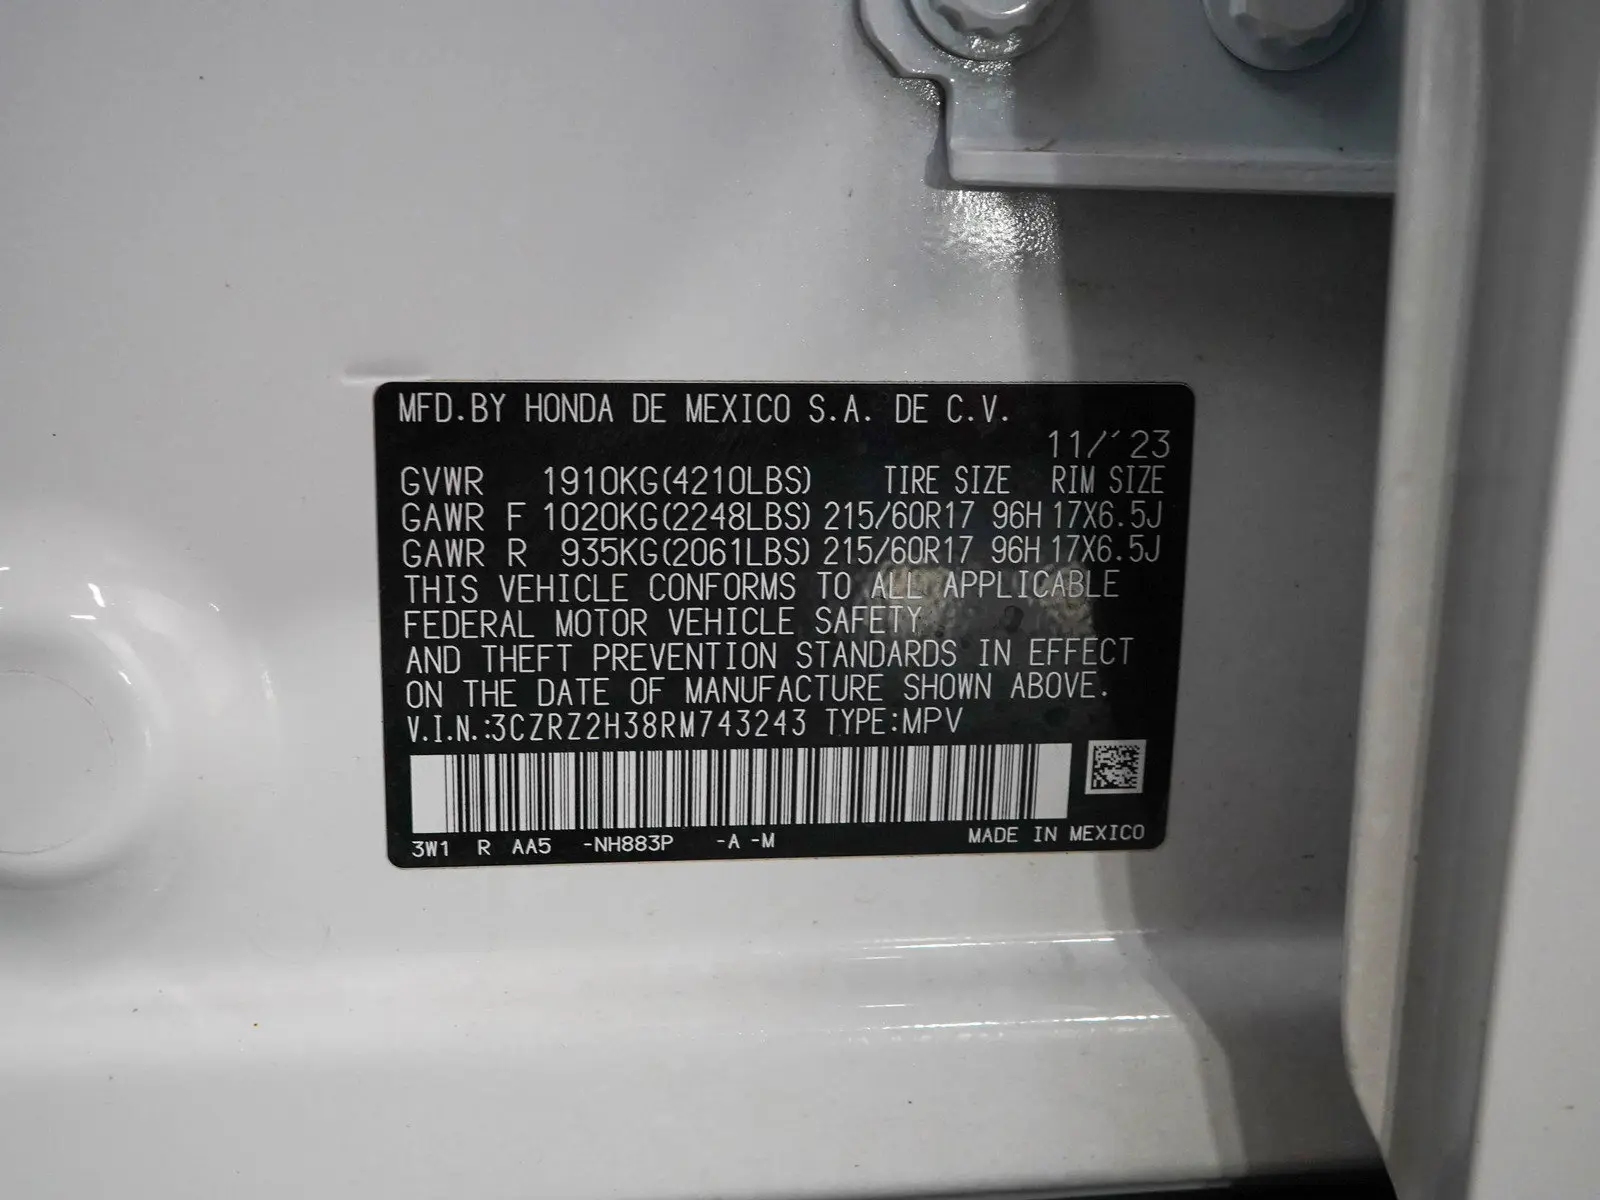 MFD.BY HONDA DE MEXICO S.A. DE C.V.
11/'23
GVWR 1910KG(4210LBS) TIRE SIZE RIM SIZE
GAWR F 1020KG(2248LBS) 215/60R17 96H 17X6.5J
GAWR R 935KG(2061LBS) 215/60R17 96H 17X6.5J
THIS VEHICLE CONFORMS TO ALL APPLICABLE
FEDERAL MOTOR VEHICLE SAFETY
AND THEFT PREVENTION STANDARDS IN EFFECT
ON THE DATE OF MANUFACTURE SHOWN ABOVE.
V.I.N.:3CZRZ2H38RM743243 TYPE:MPV
3W1 R AA5 -NH883P -A -M MADE IN MEXICO